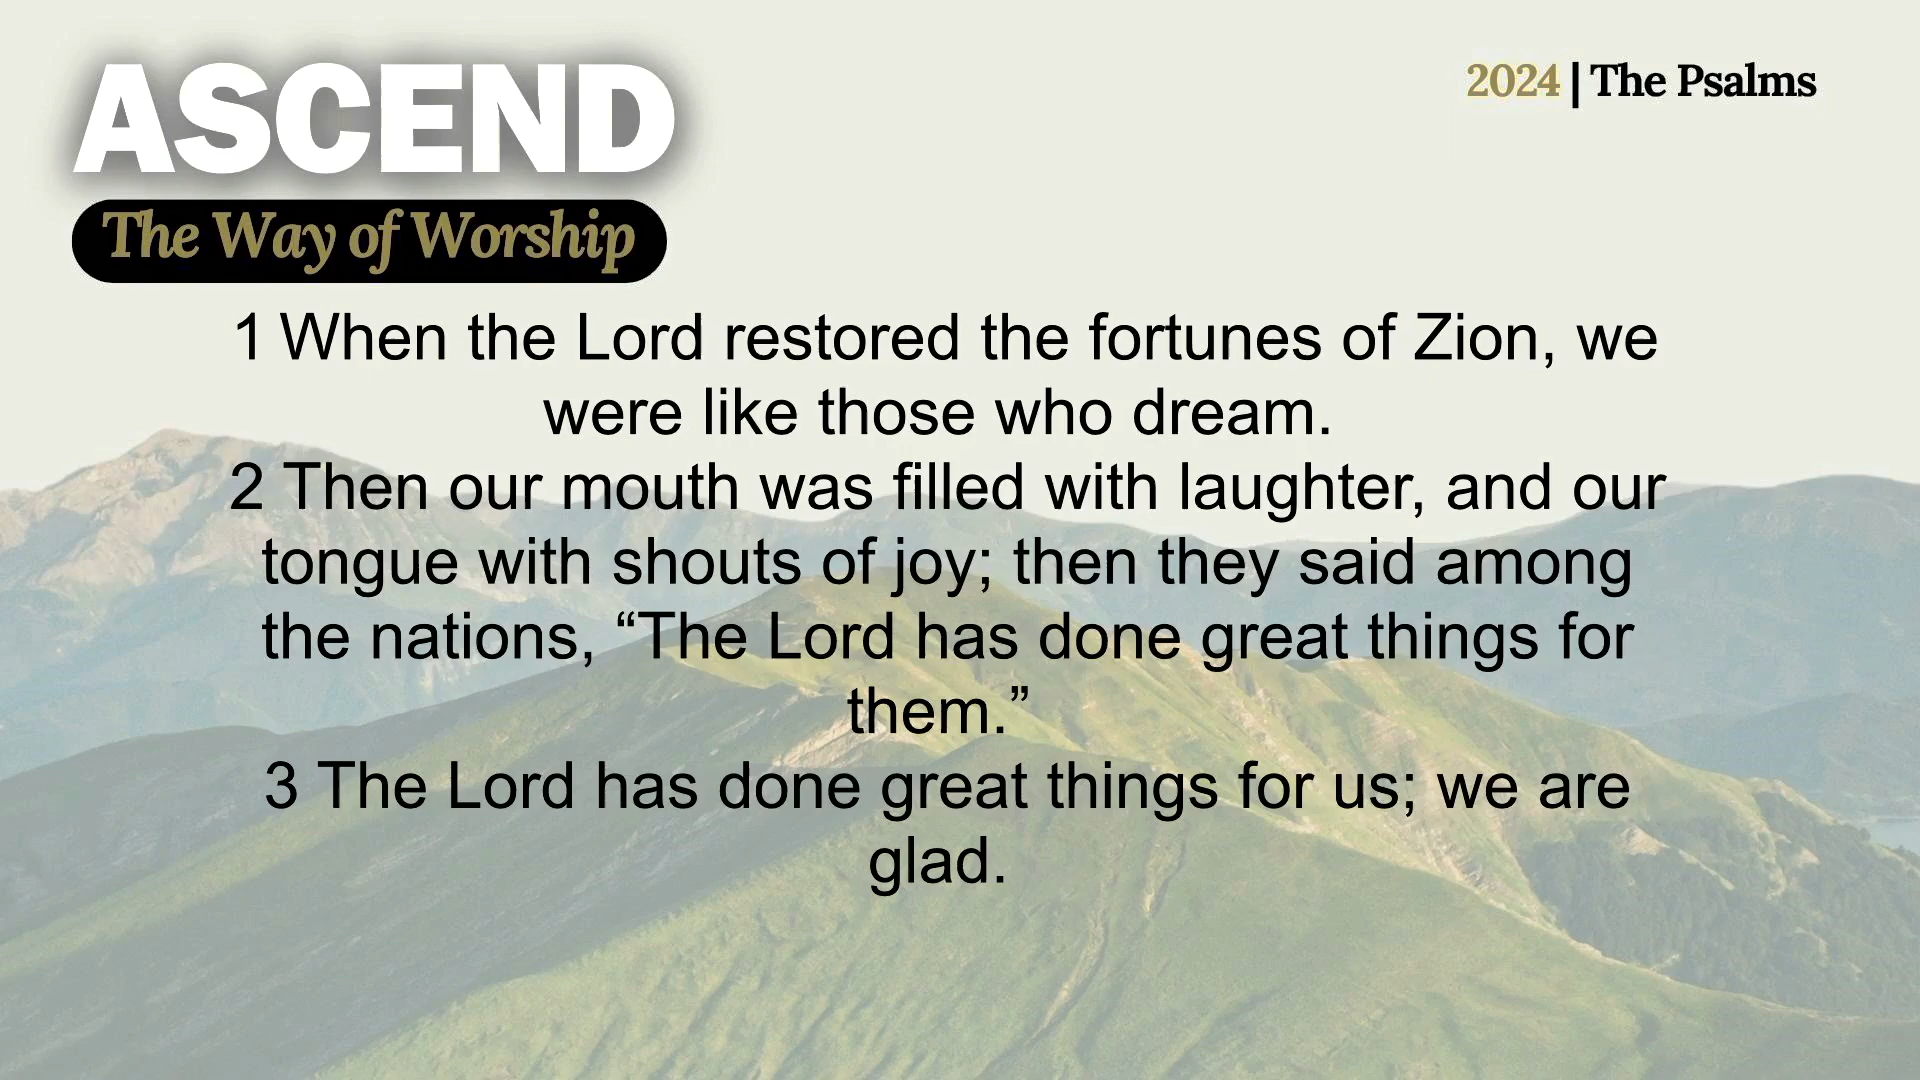 ASCEND
The Way of Worship
2024 | The Psalms
1 When the Lord restored the fortunes of Zion, we
were like those who dream.
2 Then our mouth was filled with laughter, and our
tongue with shouts of joy; then they said among
the nations, “The Lord has done great things for
them.”
3 The Lord has done great things for us; we are
glad.